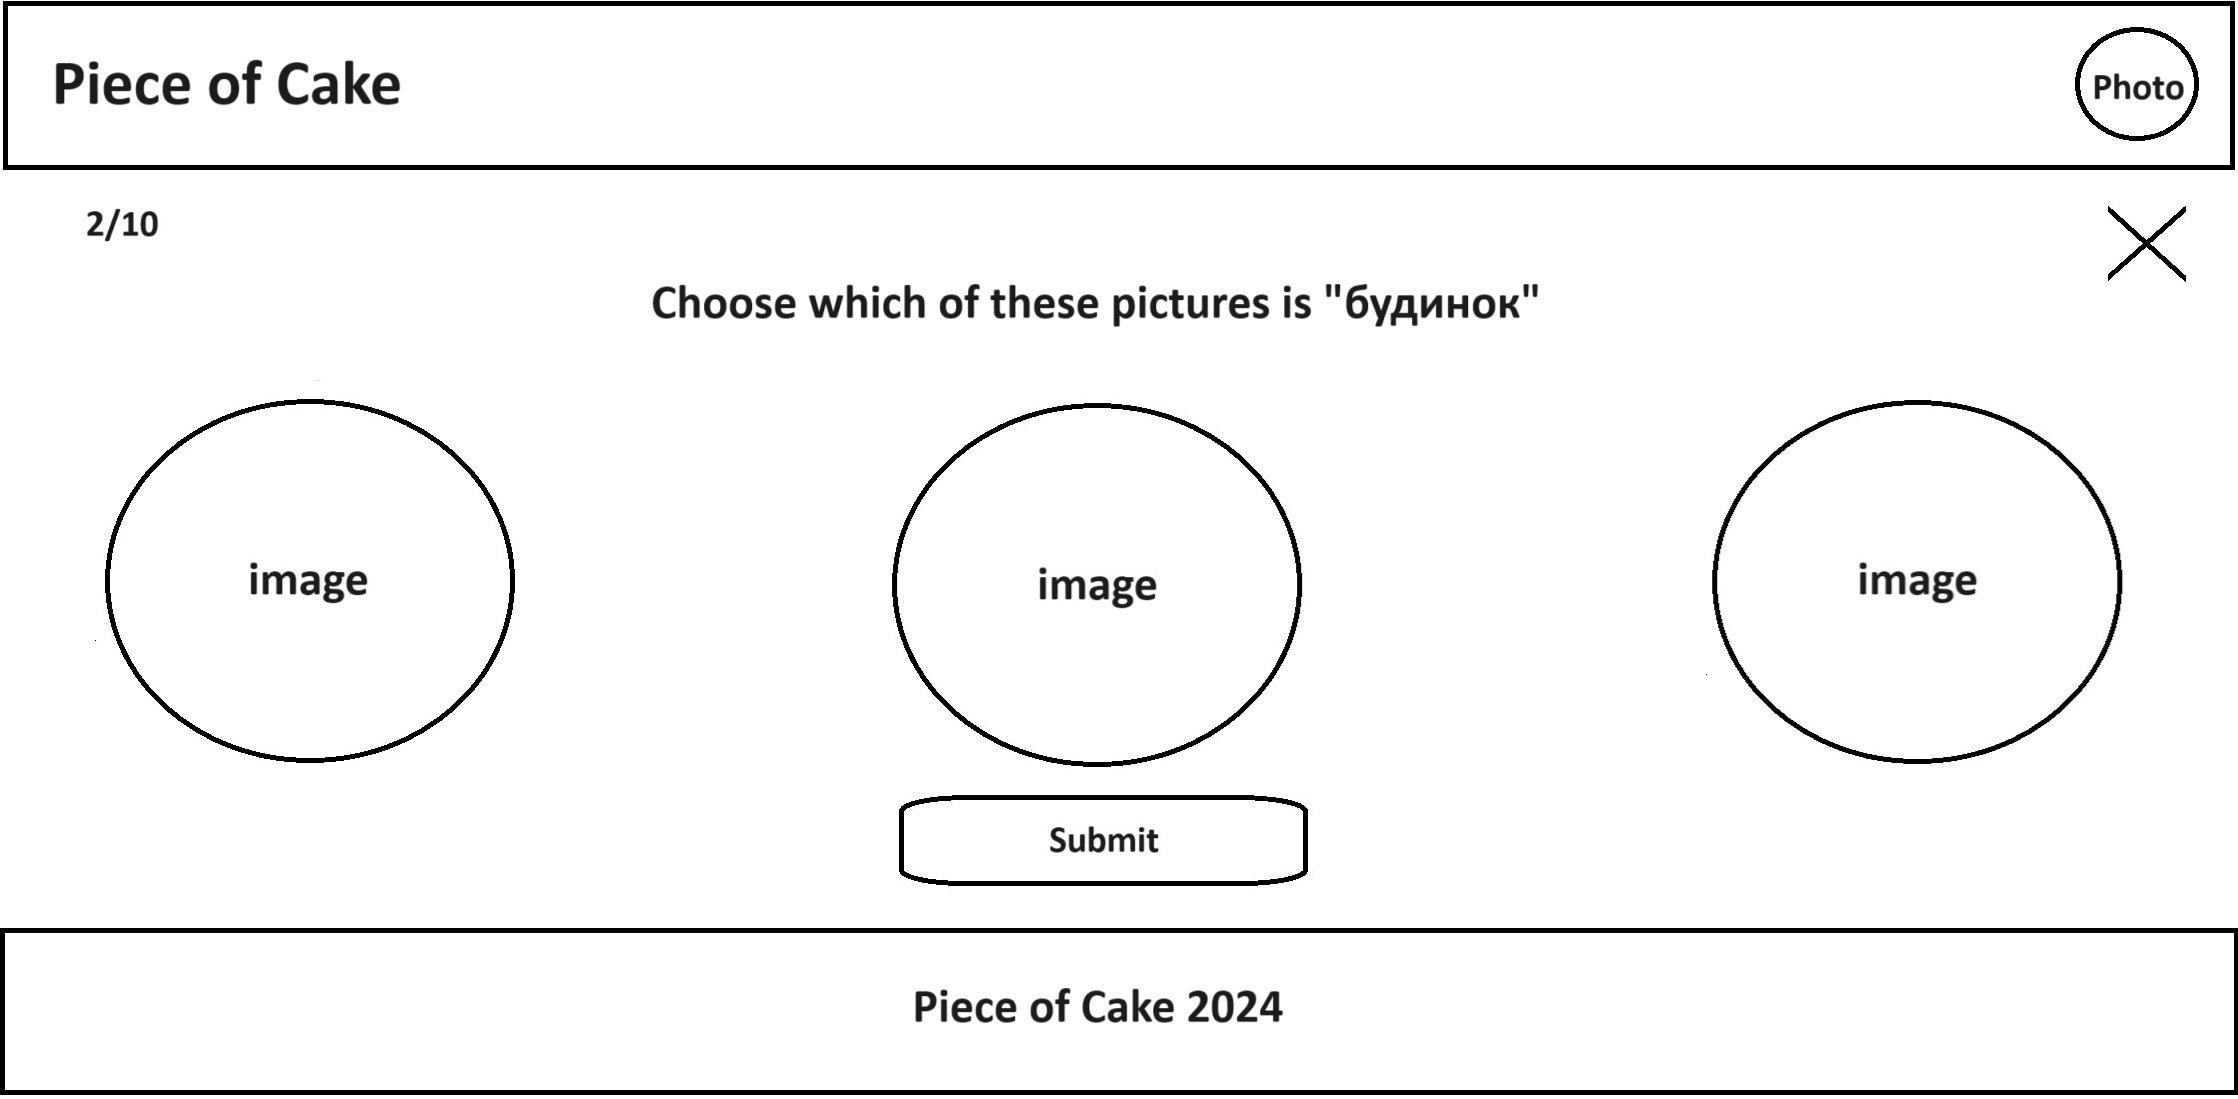 Piece of Cake
Photo
2/10
Choose which of these pictures is "будинок"
image
image
image
Submit
Piece of Cake 2024